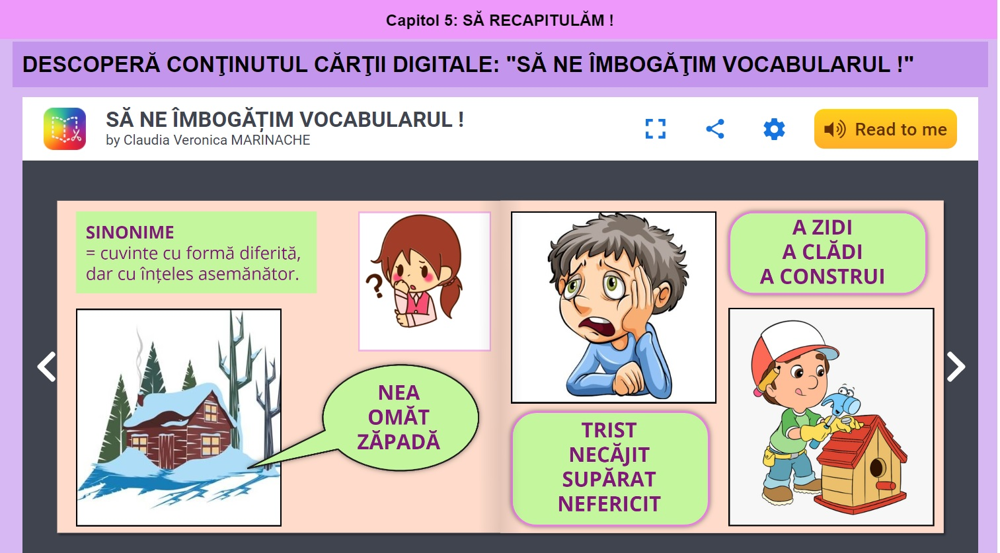 Capitol 5: SĂ RECAPITULĂM !
DESCOPERĂ CONŢINUTUL CĂRŢII DIGITALE: "SĂ NE ÎMBOGĂŢIM VOCABULARUL !"
SĂ NE ÎMBOGĂȚIM VOCABULARUL !
by Claudia Veronica MARINACHE
Read to me
SINONIME
= cuvinte cu formă diferită,
dar cu înțeles asemănător.
?
NEA
OMĂT
ZĂPADĂ
TRIST
NECĂJIT
SUPĂRAT
NEFERICIT
A ZIDI
A CLĂDI
A CONSTRUI